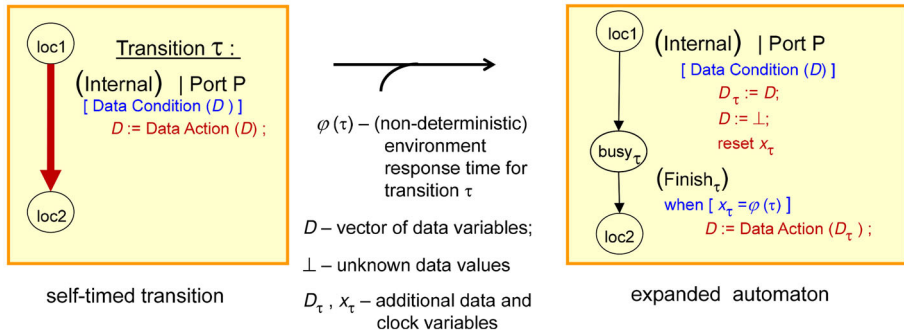 loc1
Transition τ :
(Internal) | Port P
[ Data Condition (D) ]
D := Data Action (D) ;
loc2
self-timed transition
φ(τ) – (non-deterministic)
environment
response time for
transition τ
D – vector of data variables;
⊥ – unknown data values
Dτ , xτ – additional data and
clock variables
loc1
(Internal) | Port P
[ Data Condition (D) ]
Dτ := D;
D := ⊥;
reset xτ
busyτ
(Finishτ)
when [ xτ = φ(τ) ]
D := Data Action (Dτ) ;
loc2
expanded automaton